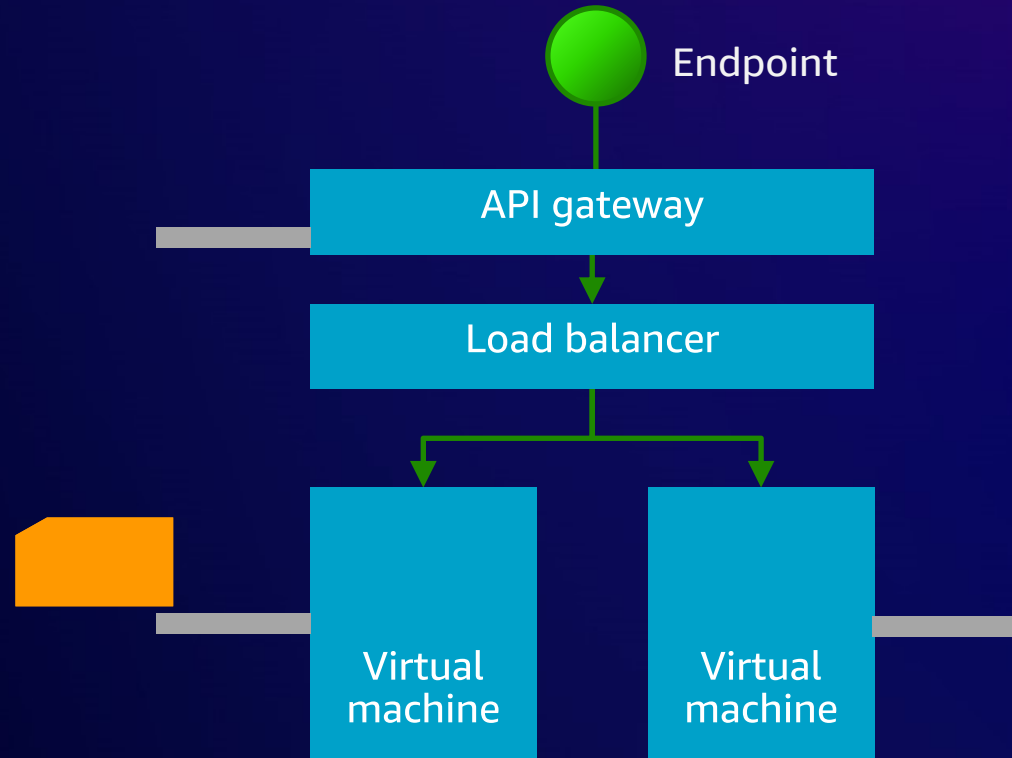 Endpoint
API gateway
Load balancer
Virtual
machine
Virtual
machine